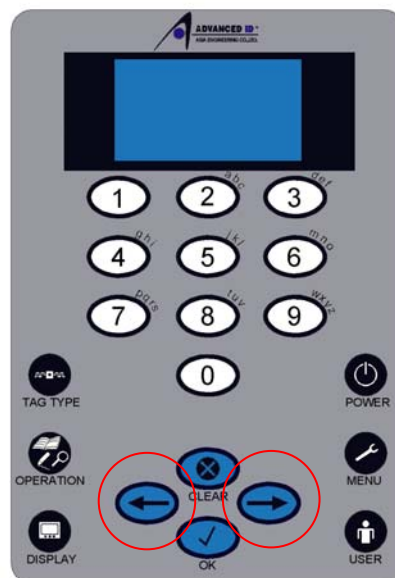 ADVANCED ID
ASIA ENGINEERING CO.,LTD.
1 2 abc 3 def
4 ghi 5 jkl 6 mno
7 pqrs 8 tuv 9 wxyz
0
TAG TYPE POWER
OPERATION CLEAR MENU
DISPLAY OK USER